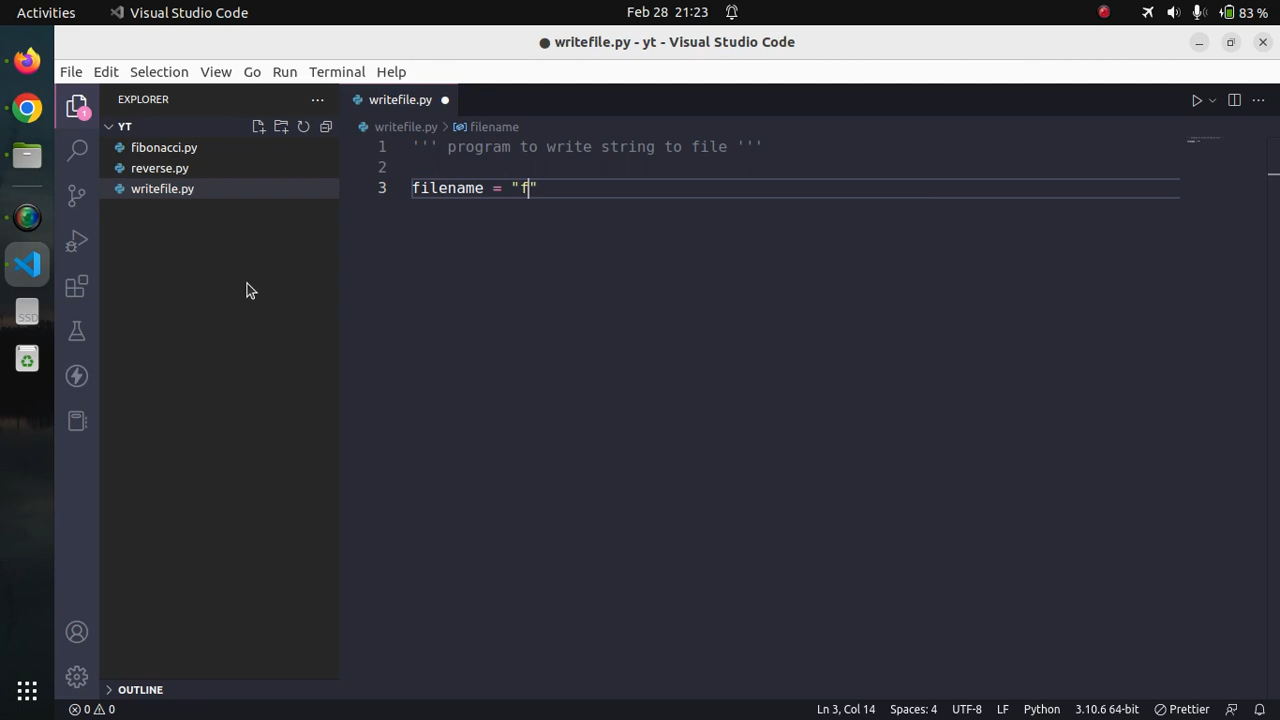 Activities Visual Studio Code Feb 28 21:23 83 %
writefile.py - yt - Visual Studio Code
File Edit Selection View Go Run Terminal Help
EXPLORER writefile.py
YT writefile.py filename
fibonacci.py
reverse.py
writefile.py
1 ''' program to write string to file '''
2
3 filename = "f"
1
SSD
OUTLINE
0 0 Ln 3, Col 14 Spaces: 4 UTF-8 LF Python 3.10.6 64-bit Prettier